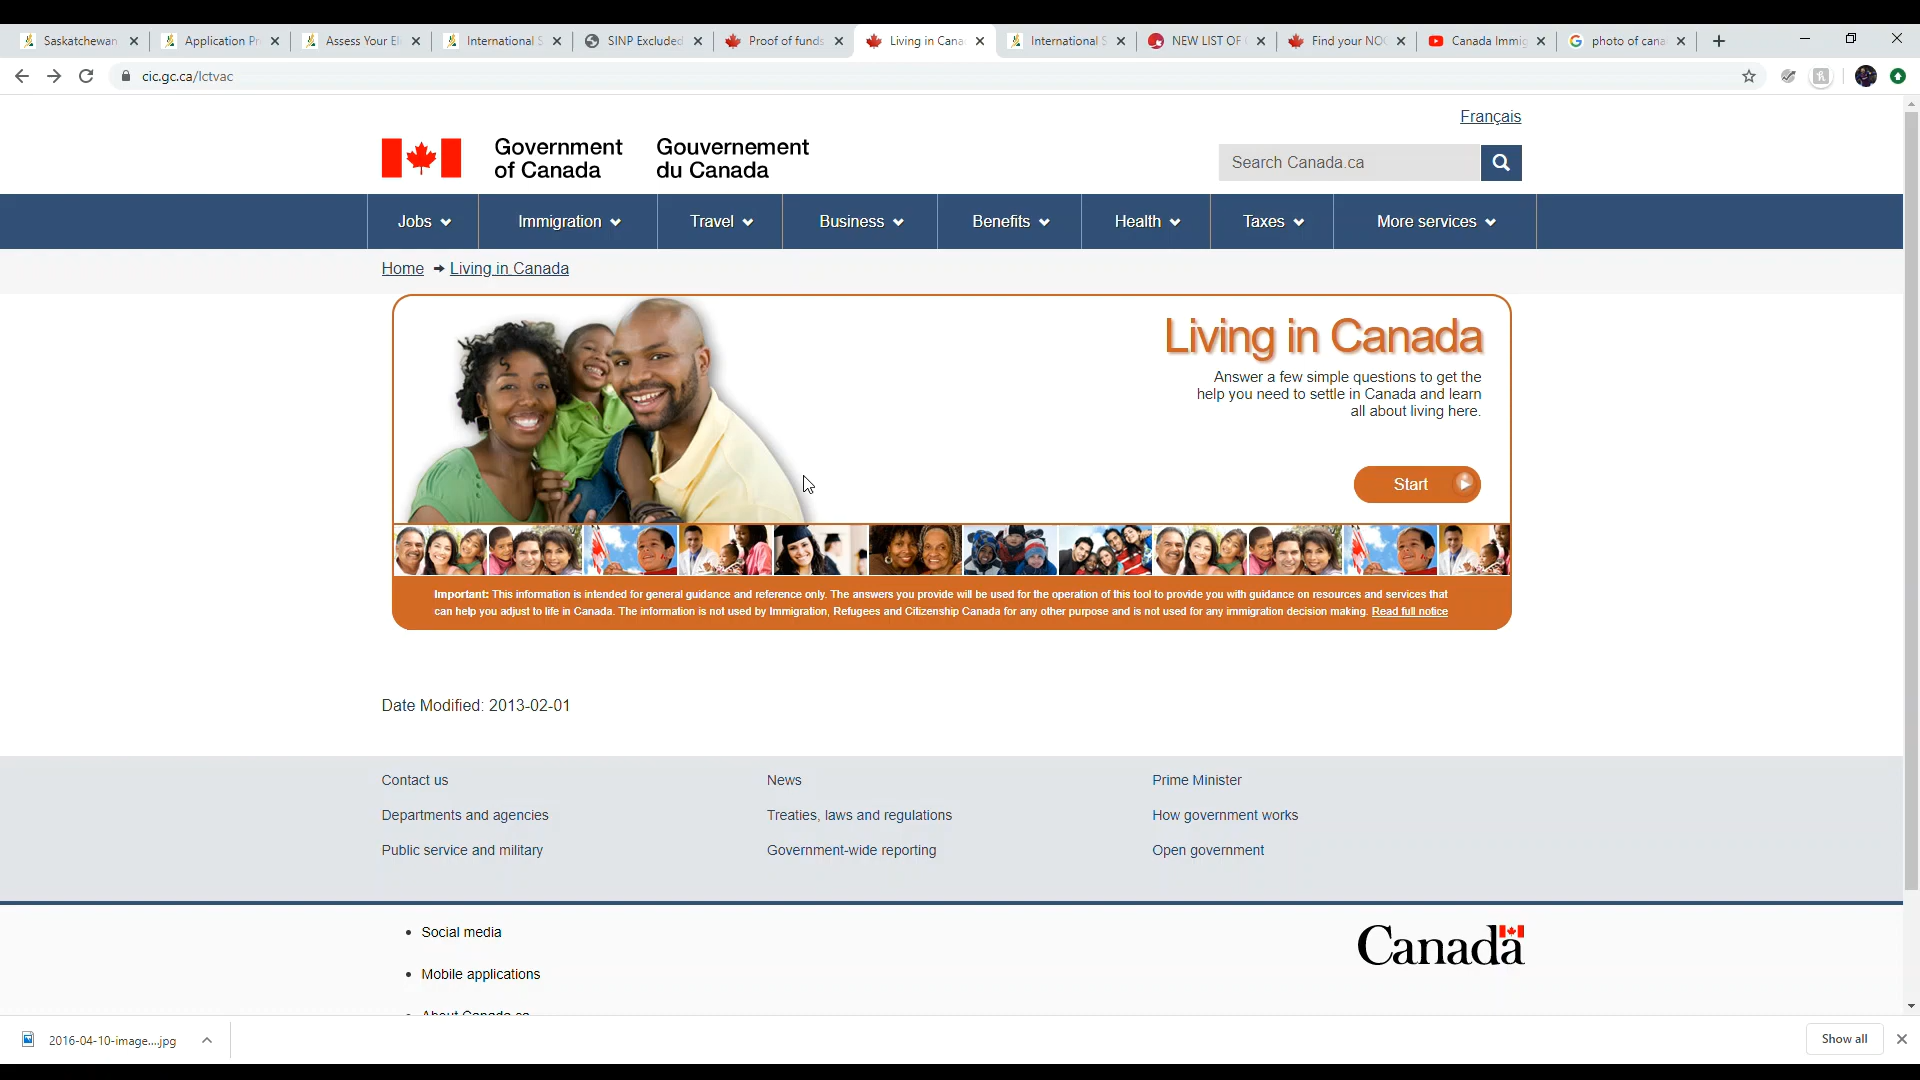 Saskatchewan
Application P
Assess Your El
International S
SINP Excluded
Proof of funds
Living in Cana
International S
NEW LIST OF
Find your NO
Canada Immig
photo of cana
cic.gc.ca/lctvac
Français
Government Gouvernement
of Canada du Canada
Search Canada.ca
Jobs Immigration Travel Business Benefits Health Taxes More services
Home Living in Canada
Living in Canada
Answer a few simple questions to get the
help you need to settle in Canada and learn
all about living here.
Start
Important: This information is intended for general guidance and reference only. The answers you provide will be used for the operation of this tool to provide you with guidance on resources and services that
can help you adjust to life in Canada. The information is not used by Immigration, Refugees and Citizenship Canada for any other purpose and is not used for any immigration decision making. Read full notice
Date Modified: 2013-02-01
Contact us News Prime Minister
Departments and agencies Treaties, laws and regulations How government works
Public service and military Government-wide reporting Open government
Social media
Canada
Mobile applications
About Canada.ca
2016-04-10-image....jpg
Show all